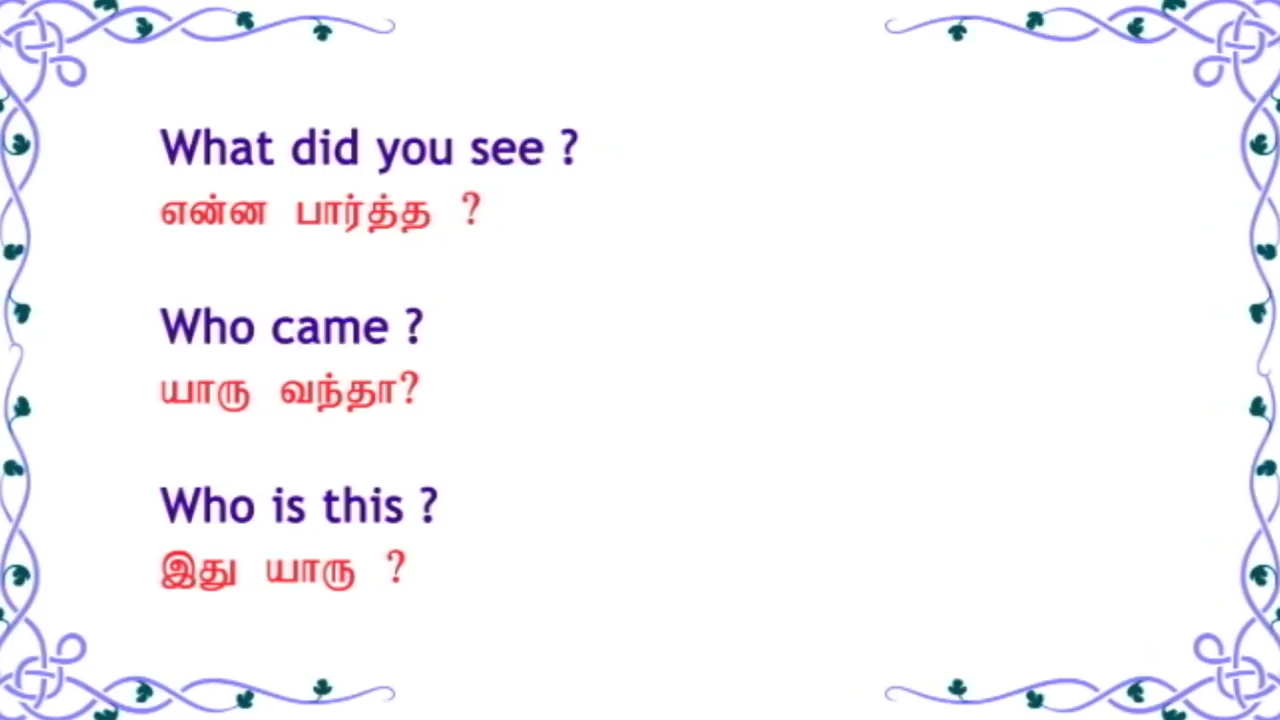 What did you see ?
என்ன பார்த்த ?
Who came ?
யாரு வந்தா?
Who is this ?
இது யாரு ?